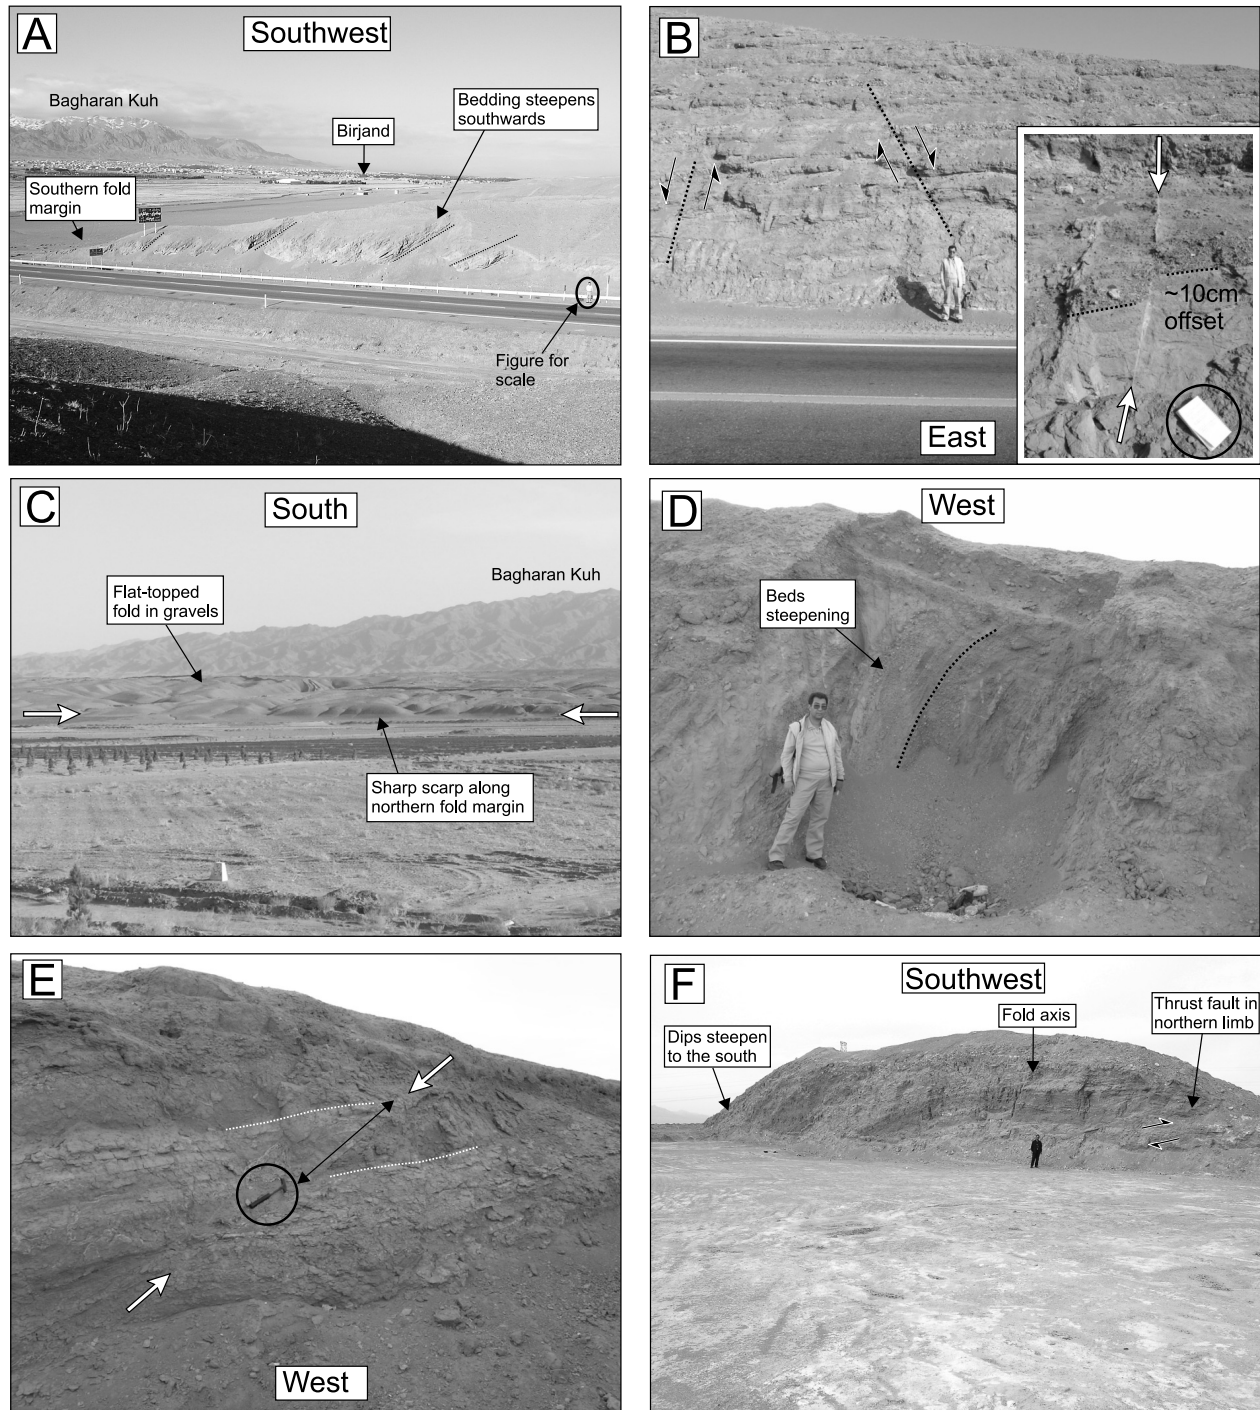 A
Southwest
Bagharan Kuh
Birjand
Bedding steepens
southwards
Southern fold
margin
Figure for
scale
B
~10cm
offset
East
C
South
Bagharan Kuh
Flat-topped
fold in gravels
Sharp scarp along
northern fold margin
D
West
Beds
steepening
E
West
F
Southwest
Fold axis
Thrust fault in
northern limb
Dips steepen
to the south